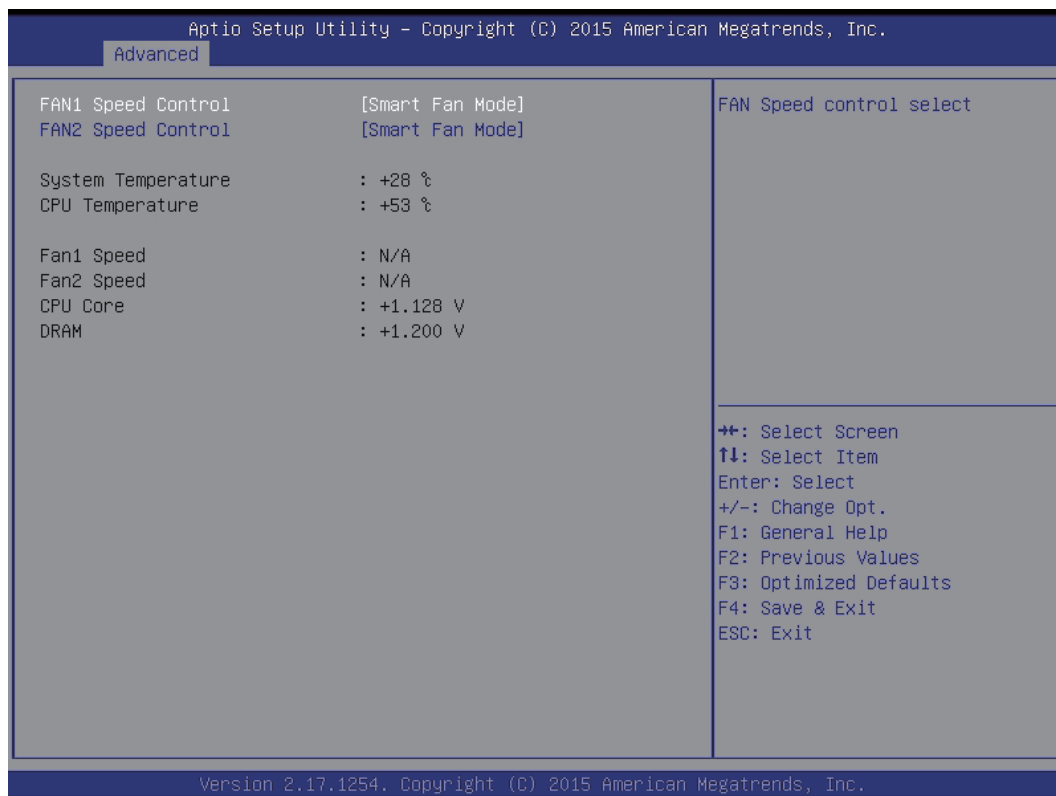 Aptio Setup Utility – Copyright (C) 2015 American Megatrends, Inc.
Advanced
FAN1 Speed Control [Smart Fan Mode]
FAN2 Speed Control [Smart Fan Mode]
System Temperature : +28 ℃
CPU Temperature : +53 ℃
Fan1 Speed : N/A
Fan2 Speed : N/A
CPU Core : +1.128 V
DRAM : +1.200 V
FAN Speed control select
→←: Select Screen
↑↓: Select Item
Enter: Select
+/-: Change Opt.
F1: General Help
F2: Previous Values
F3: Optimized Defaults
F4: Save & Exit
ESC: Exit
Version 2.17.1254. Copyright (C) 2015 American Megatrends, Inc.